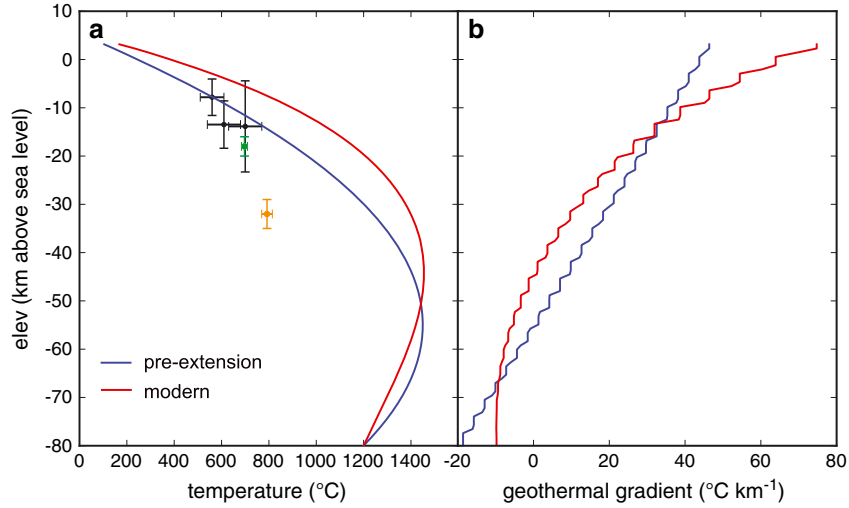 a
b
10
0
-10
-20
-30
-40
-50
-60
-70
-80
elev (km above sea level)
pre-extension
modern
0 200 400 600 800 1000 1200 1400
temperature (°C)
-20 0 20 40 60 80
geothermal gradient (°C km-1)